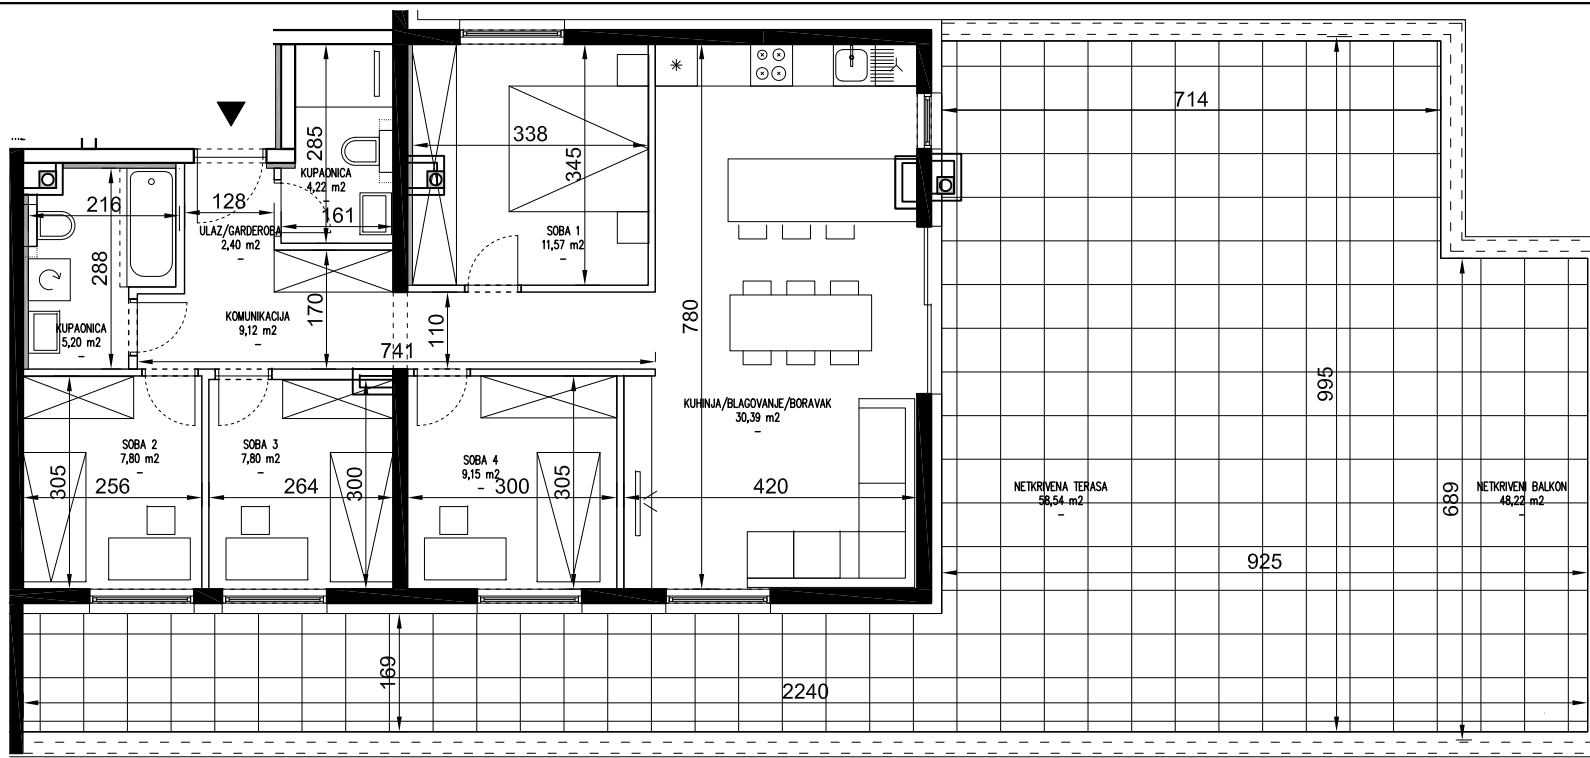 714
338
345
285
KUPAONICA
4,22 m2
–
161
216
128
ULAZ/GARDEROBA
2,40 m2
–
SOBA 1
11,57 m2
–
288
KUPAONICA
5,20 m2
–
KOMUNIKACIJA
9,12 m2
–
170
110
741
780
995
KUHINJA/BLAGOVANJE/BORAVAK
30,39 m2
–
SOBA 2
7,80 m2
–
SOBA 3
7,80 m2
–
SOBA 4
9,15 m2
–
305
256
264
300
300
305
420
NETKRIVENA TERASA
58,54 m2
–
689
NETKRIVENI BALKON
48,22 m2
–
925
169
2240